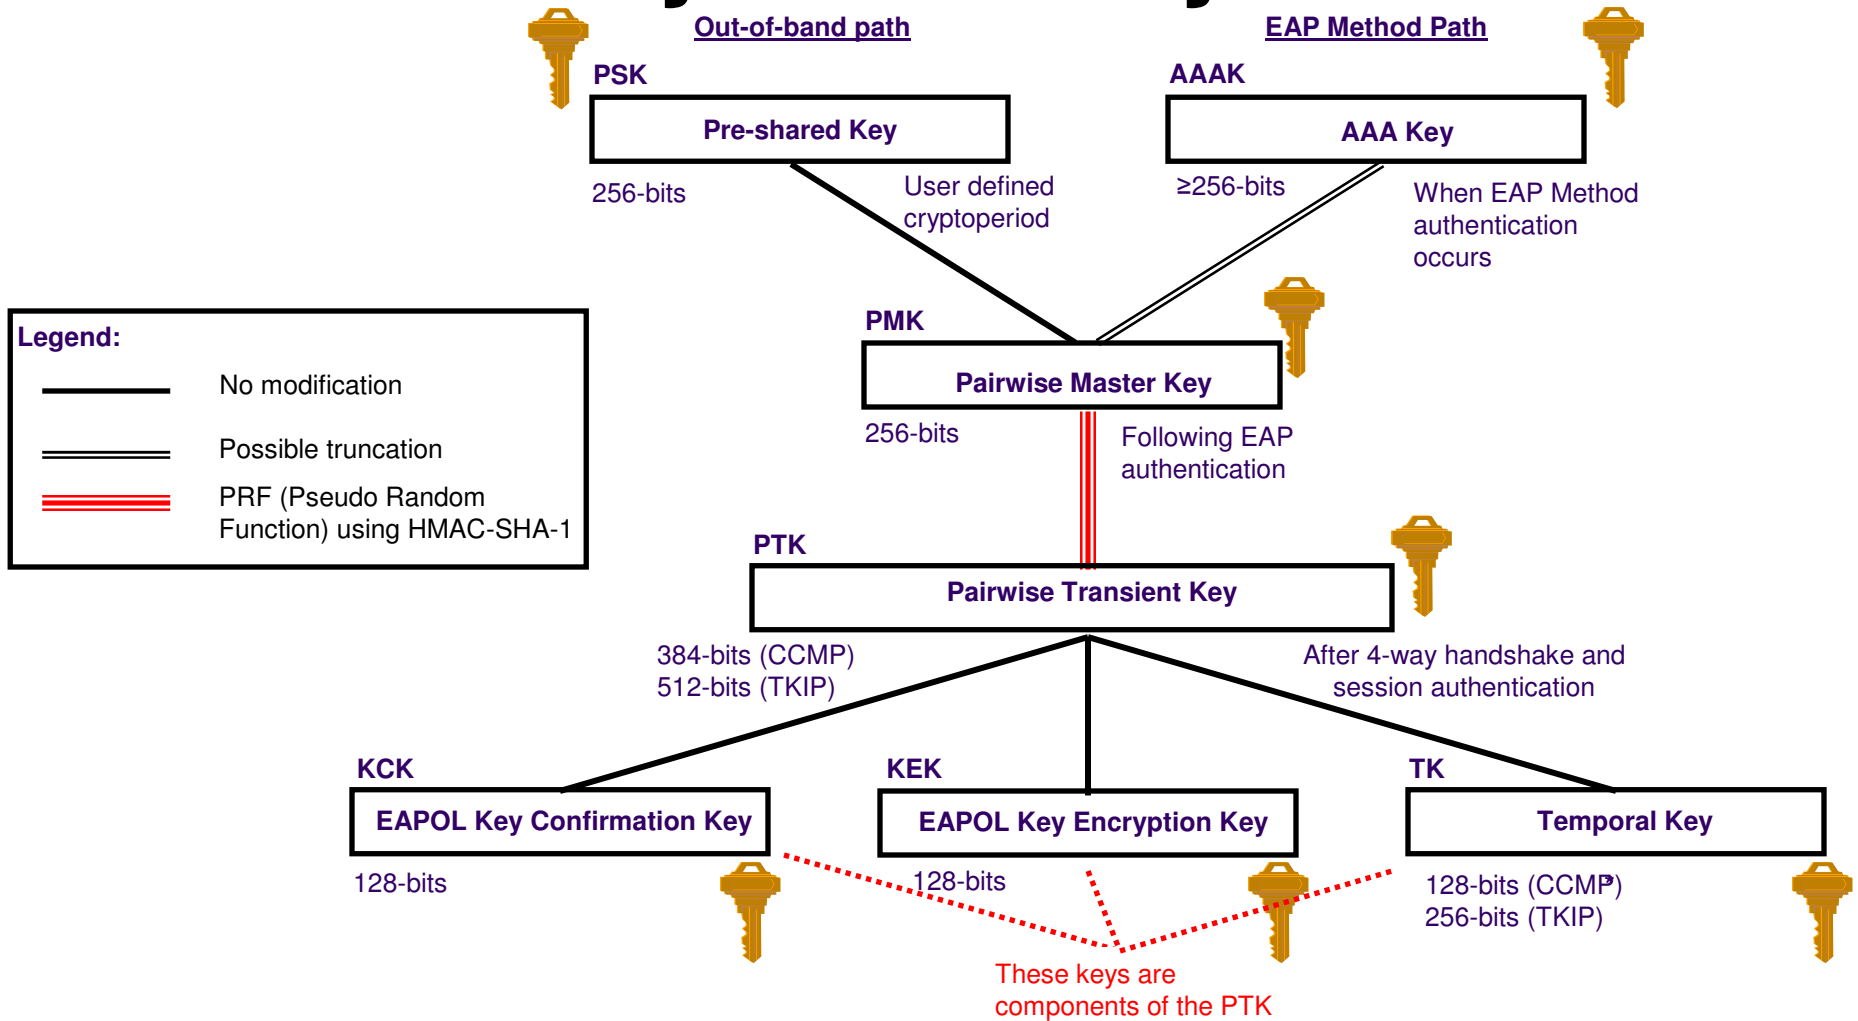 Out-of-band path
EAP Method Path
PSK
AAAK
Pre-shared Key
AAA Key
256-bits
User defined
cryptoperiod
≥256-bits
When EAP Method
authentication
occurs
Legend:
No modification
Possible truncation
PRF (Pseudo Random
Function) using HMAC-SHA-1
PMK
Pairwise Master Key
256-bits
Following EAP
authentication
PTK
Pairwise Transient Key
384-bits (CCMP)
512-bits (TKIP)
After 4-way handshake and
session authentication
KCK
KEK
TK
EAPOL Key Confirmation Key
EAPOL Key Encryption Key
Temporal Key
128-bits
128-bits
128-bits (CCMP)
256-bits (TKIP)
These keys are
components of the PTK